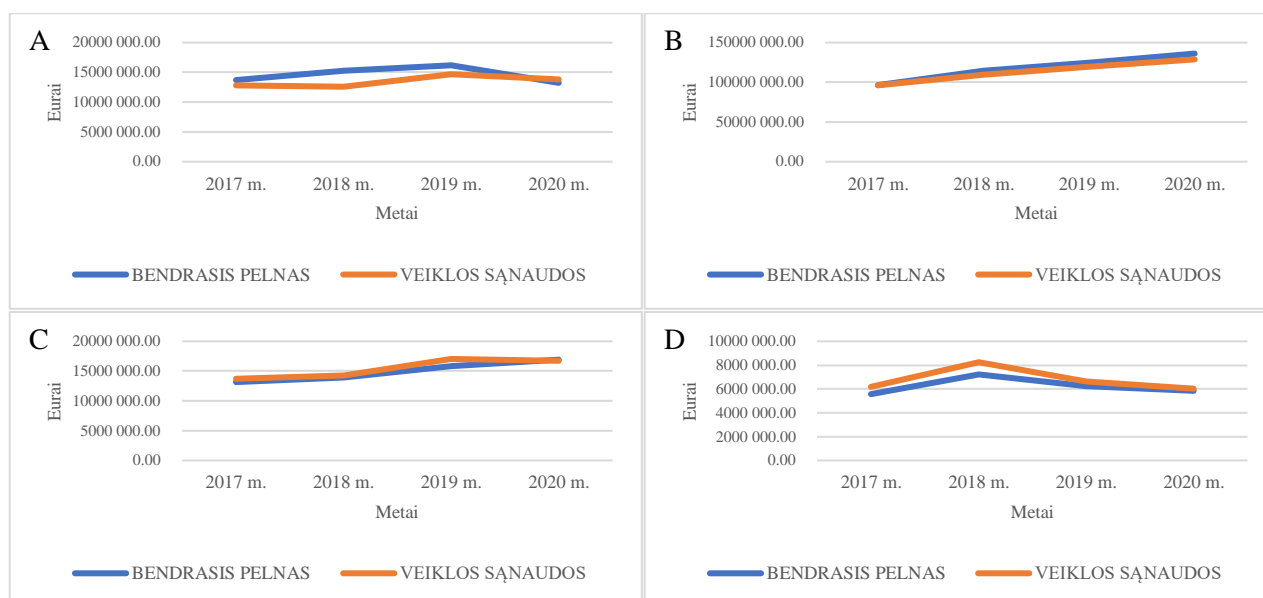 A
20000 000.00
15000 000.00
10000 000.00
5000 000.00
0.00
Eurai
2017 m. 2018 m. 2019 m. 2020 m.
Metai
BENDRASIS PELNAS VEIKLOS SĄNAUDOS
B
150000 000.00
100000 000.00
50000 000.00
0.00
Eurai
2017 m. 2018 m. 2019 m. 2020 m.
Metai
BENDRASIS PELNAS VEIKLOS SĄNAUDOS
C
20000 000.00
15000 000.00
10000 000.00
5000 000.00
0.00
Eurai
2017 m. 2018 m. 2019 m. 2020 m.
Metai
BENDRASIS PELNAS VEIKLOS SĄNAUDOS
D
10000 000.00
8000 000.00
6000 000.00
4000 000.00
2000 000.00
0.00
Eurai
2017 m. 2018 m. 2019 m. 2020 m.
Metai
BENDRASIS PELNAS VEIKLOS SĄNAUDOS